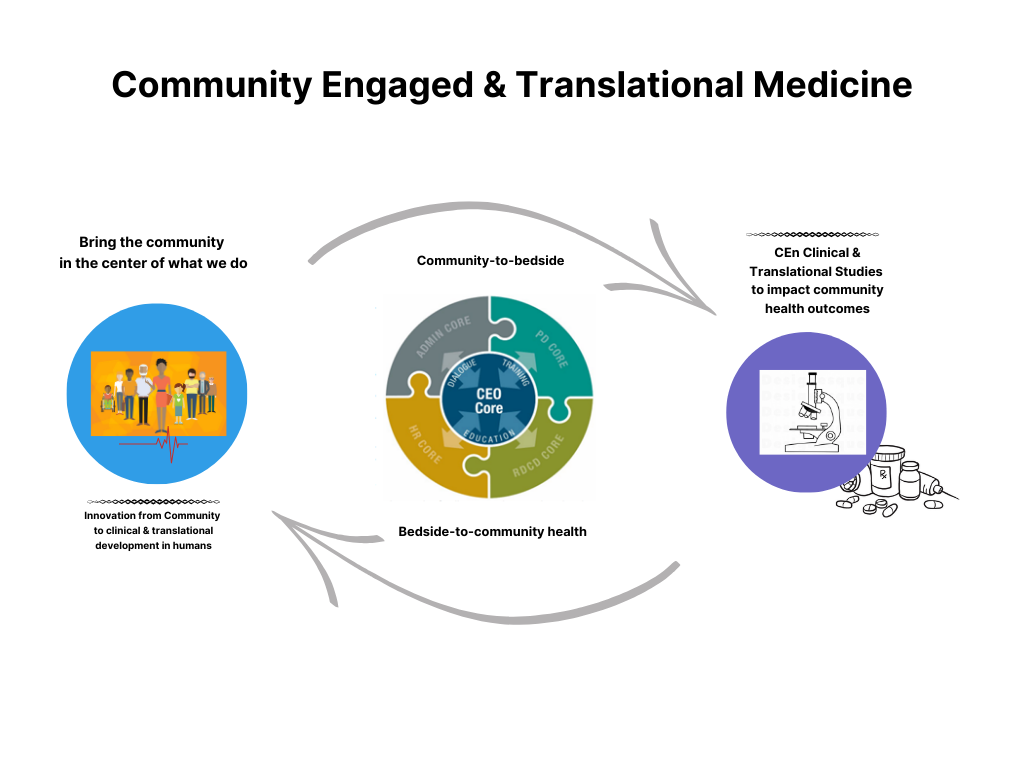 Community Engaged & Translational Medicine
Bring the community
in the center of what we do
Innovation from Community
to clinical & translational
development in humans
Community-to-bedside
ADMIN CORE
PD CORE
DIALOGUE
TRAINING
CEO
Core
EDUCATION
HR CORE
RDCD CORE
Bedside-to-community health
CEn Clinical &
Translational Studies
to impact community
health outcomes